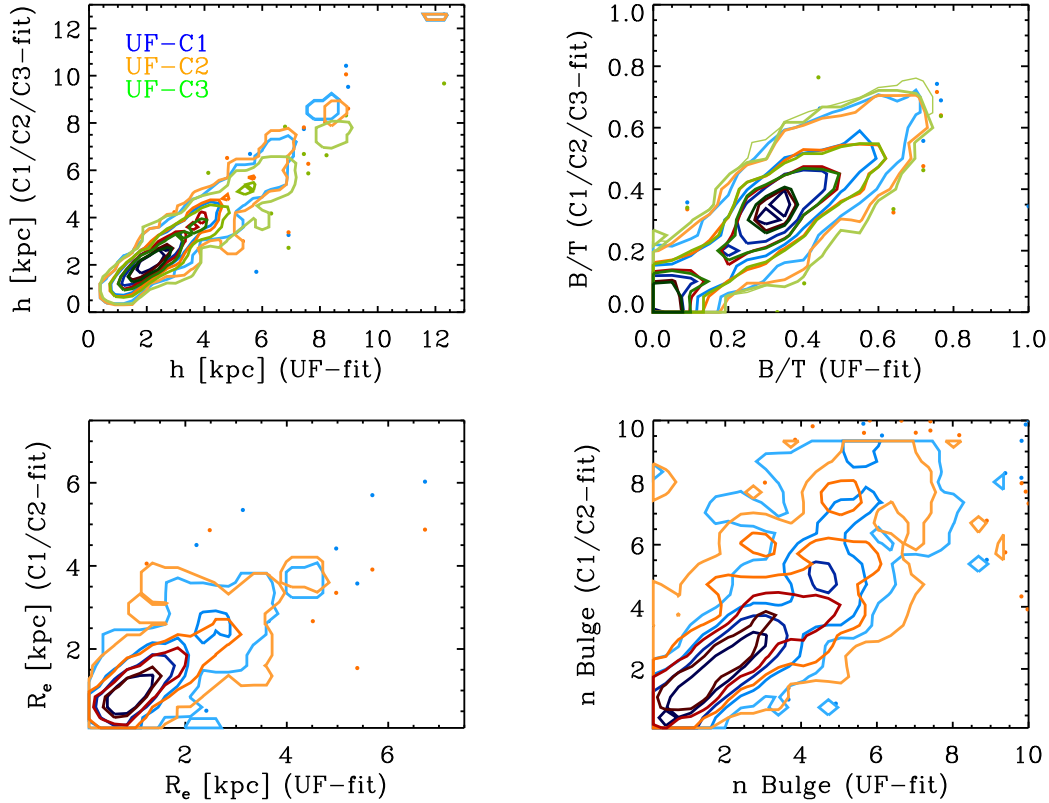 12
10
8
6
4
2
0
h [kpc] (C1/C2/C3-fit)
UF-C1
UF-C2
UF-C3
0 2 4 6 8 10 12
h [kpc] (UF-fit)
1.0
0.8
0.6
0.4
0.2
0.0
B/T (C1/C2/C3-fit)
0.0 0.2 0.4 0.6 0.8 1.0
B/T (UF-fit)
6
4
2
Re [kpc] (C1/C2-fit)
2 4 6
Re [kpc] (UF-fit)
10
8
6
4
2
n Bulge (C1/C2-fit)
2 4 6 8 10
n Bulge (UF-fit)